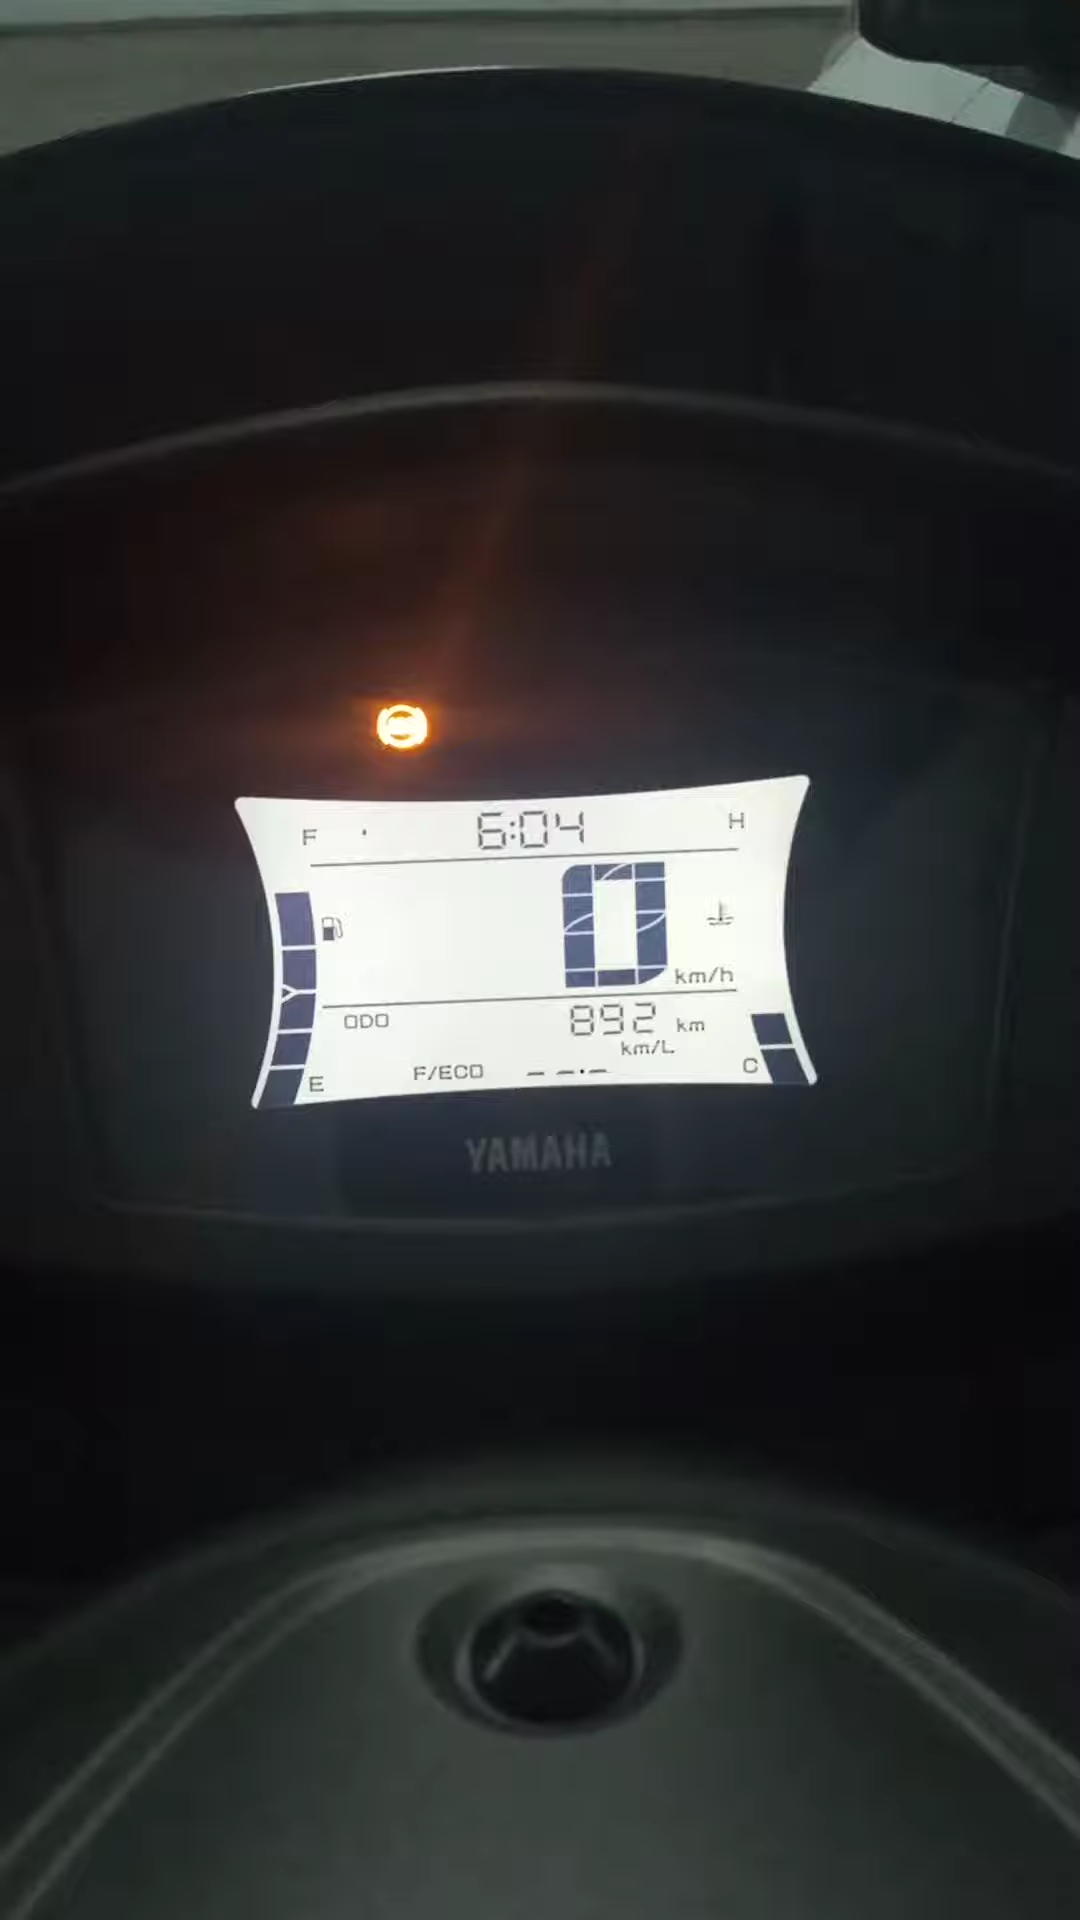 F 6:04 H
0 km/h
ODO 892 km
km/L
F/ECO --.-
E C
YAMAHA